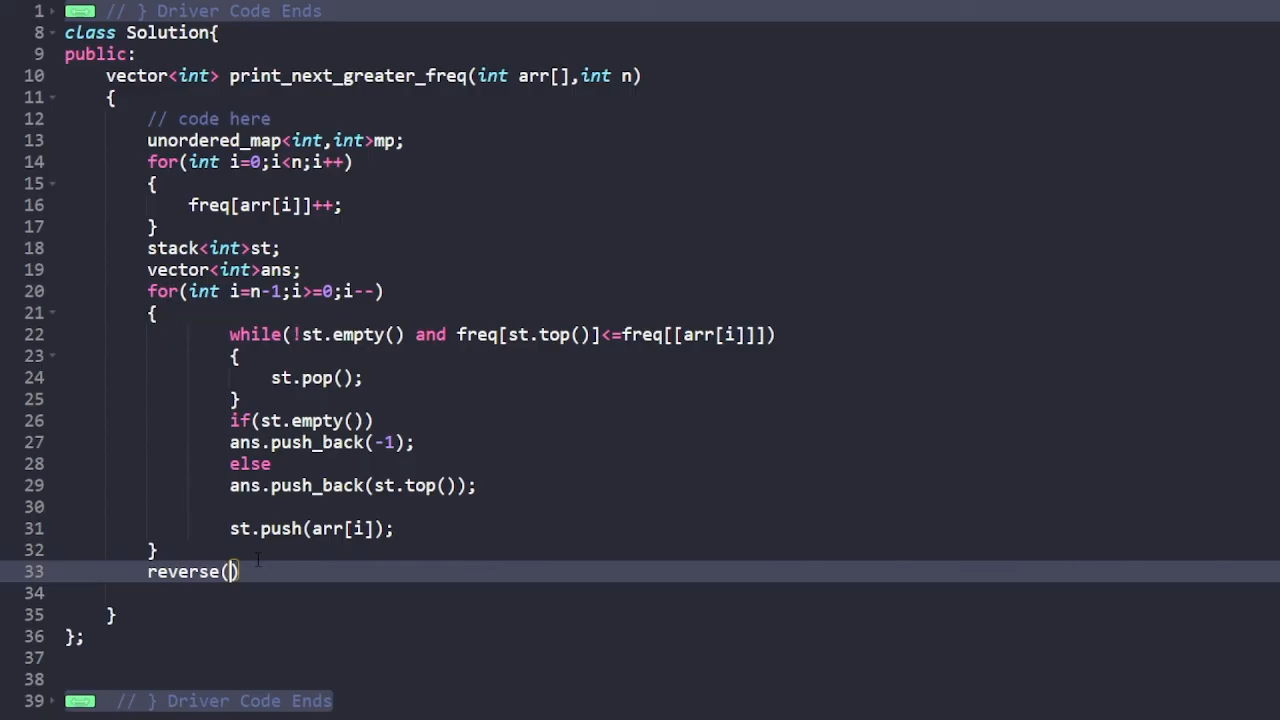 1 // } Driver Code Ends
8 class Solution{
9 public:
10 vector<int> print_next_greater_freq(int arr[],int n)
11 {
12 // code here
13 unordered_map<int,int>mp;
14 for(int i=0;i<n;i++)
15 {
16 freq[arr[i]]++;
17 }
18 stack<int>st;
19 vector<int>ans;
20 for(int i=n-1;i>=0;i--)
21 {
22 while(!st.empty() and freq[st.top()]<=freq[[arr[i]]])
23 {
24 st.pop();
25 }
26 if(st.empty())
27 ans.push_back(-1);
28 else
29 ans.push_back(st.top());
30
31 st.push(arr[i]);
32 }
33 reverse()
34
35 }
36 };
37
38
39 // } Driver Code Ends